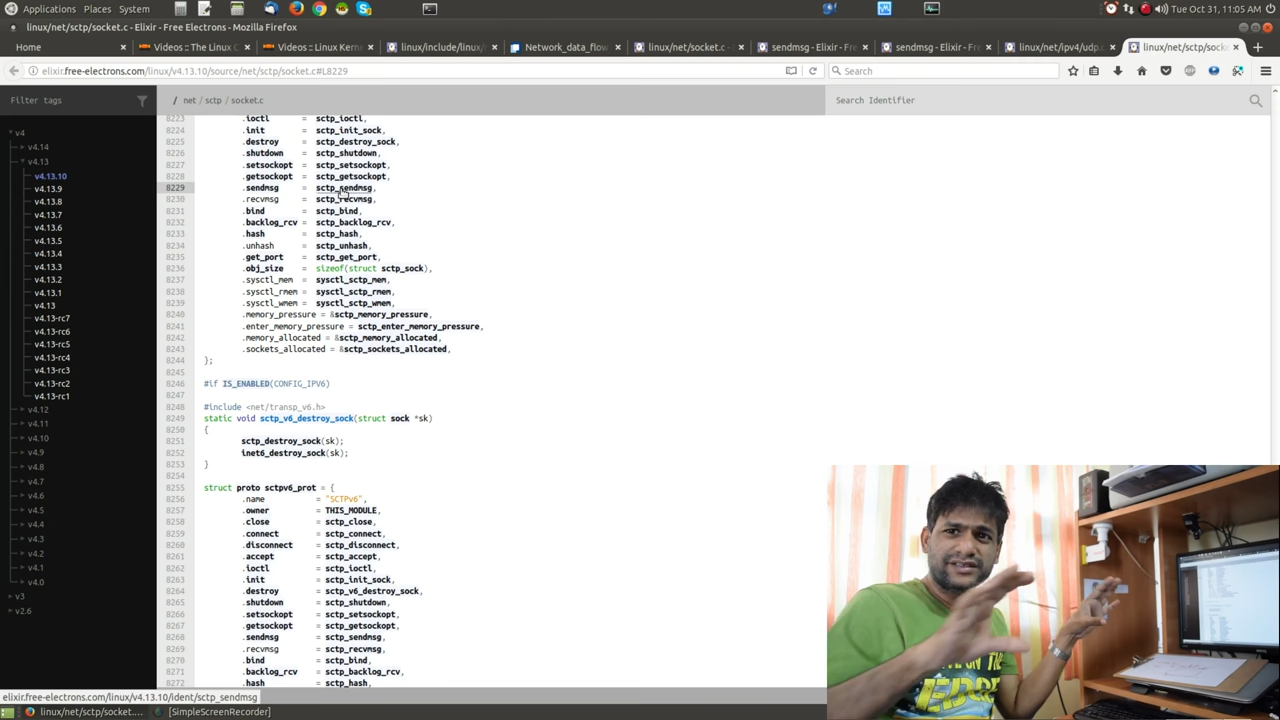 Applications Places Tue Oct 31, 11:05 AM
linux/net/sctp/socket.c - Elixir - Free Electrons - Mozilla Firefox
Home Videos :: The Linux C... Videos :: Linux Kerne... linux/include/linux/... Network_data_flow... linux/net/socket.c - ... sendmsg - Elixir - Fre... sendmsg - Elixir - Fre... linux/net/ipv4/udp.c... linux/net/sctp/socke...
elixir.free-electrons.com/linux/v4.13.10/source/net/sctp/socket.c#L8229 Search
Filter tags / net / sctp / socket.c Search Identifier
v4
v4.14
v4.13
v4.13.10
v4.13.9
v4.13.8
v4.13.7
v4.13.6
v4.13.5
v4.13.4
v4.13.3
v4.13.2
v4.13.1
v4.13
v4.13-rc7
v4.13-rc6
v4.13-rc5
v4.13-rc4
v4.13-rc3
v4.13-rc2
v4.13-rc1
v4.12
v4.11
v4.10
v4.9
v4.8
v4.7
v4.6
v4.5
v4.4
v4.3
v4.2
v4.1
v4.0
v3
v2.6
8223 .ioctl = sctp_ioctl,
8224 .init = sctp_init_sock,
8225 .destroy = sctp_destroy_sock,
8226 .shutdown = sctp_shutdown,
8227 .setsockopt = sctp_setsockopt,
8228 .getsockopt = sctp_getsockopt,
8229 .sendmsg = sctp_sendmsg,
8230 .recvmsg = sctp_recvmsg,
8231 .bind = sctp_bind,
8232 .backlog_rcv = sctp_backlog_rcv,
8233 .hash = sctp_hash,
8234 .unhash = sctp_unhash,
8235 .get_port = sctp_get_port,
8236 .obj_size = sizeof(struct sctp_sock),
8237 .sysctl_mem = sysctl_sctp_mem,
8238 .sysctl_rmem = sysctl_sctp_rmem,
8239 .sysctl_wmem = sysctl_sctp_wmem,
8240 .memory_pressure = &sctp_memory_pressure,
8241 .enter_memory_pressure = sctp_enter_memory_pressure,
8242 .memory_allocated = &sctp_memory_allocated,
8243 .sockets_allocated = &sctp_sockets_allocated,
8244 };
8245
8246 #if IS_ENABLED(CONFIG_IPV6)
8247
8248 #include <net/transp_v6.h>
8249 static void sctp_v6_destroy_sock(struct sock *sk)
8250 {
8251 sctp_destroy_sock(sk);
8252 inet6_destroy_sock(sk);
8253 }
8254
8255 struct proto sctpv6_prot = {
8256 .name = "SCTPv6",
8257 .owner = THIS_MODULE,
8258 .close = sctp_close,
8259 .connect = sctp_connect,
8260 .disconnect = sctp_disconnect,
8261 .accept = sctp_accept,
8262 .ioctl = sctp_ioctl,
8263 .init = sctp_init_sock,
8264 .destroy = sctp_v6_destroy_sock,
8265 .shutdown = sctp_shutdown,
8266 .setsockopt = sctp_setsockopt,
8267 .getsockopt = sctp_getsockopt,
8268 .sendmsg = sctp_sendmsg,
8269 .recvmsg = sctp_recvmsg,
8270 .bind = sctp_bind,
8271 .backlog_rcv = sctp_backlog_rcv,
8272 .hash = sctp_hash,
elixir.free-electrons.com/linux/v4.13.10/ident/sctp_sendmsg
linux/net/sctp/socket.... [SimpleScreenRecorder]
EDGE